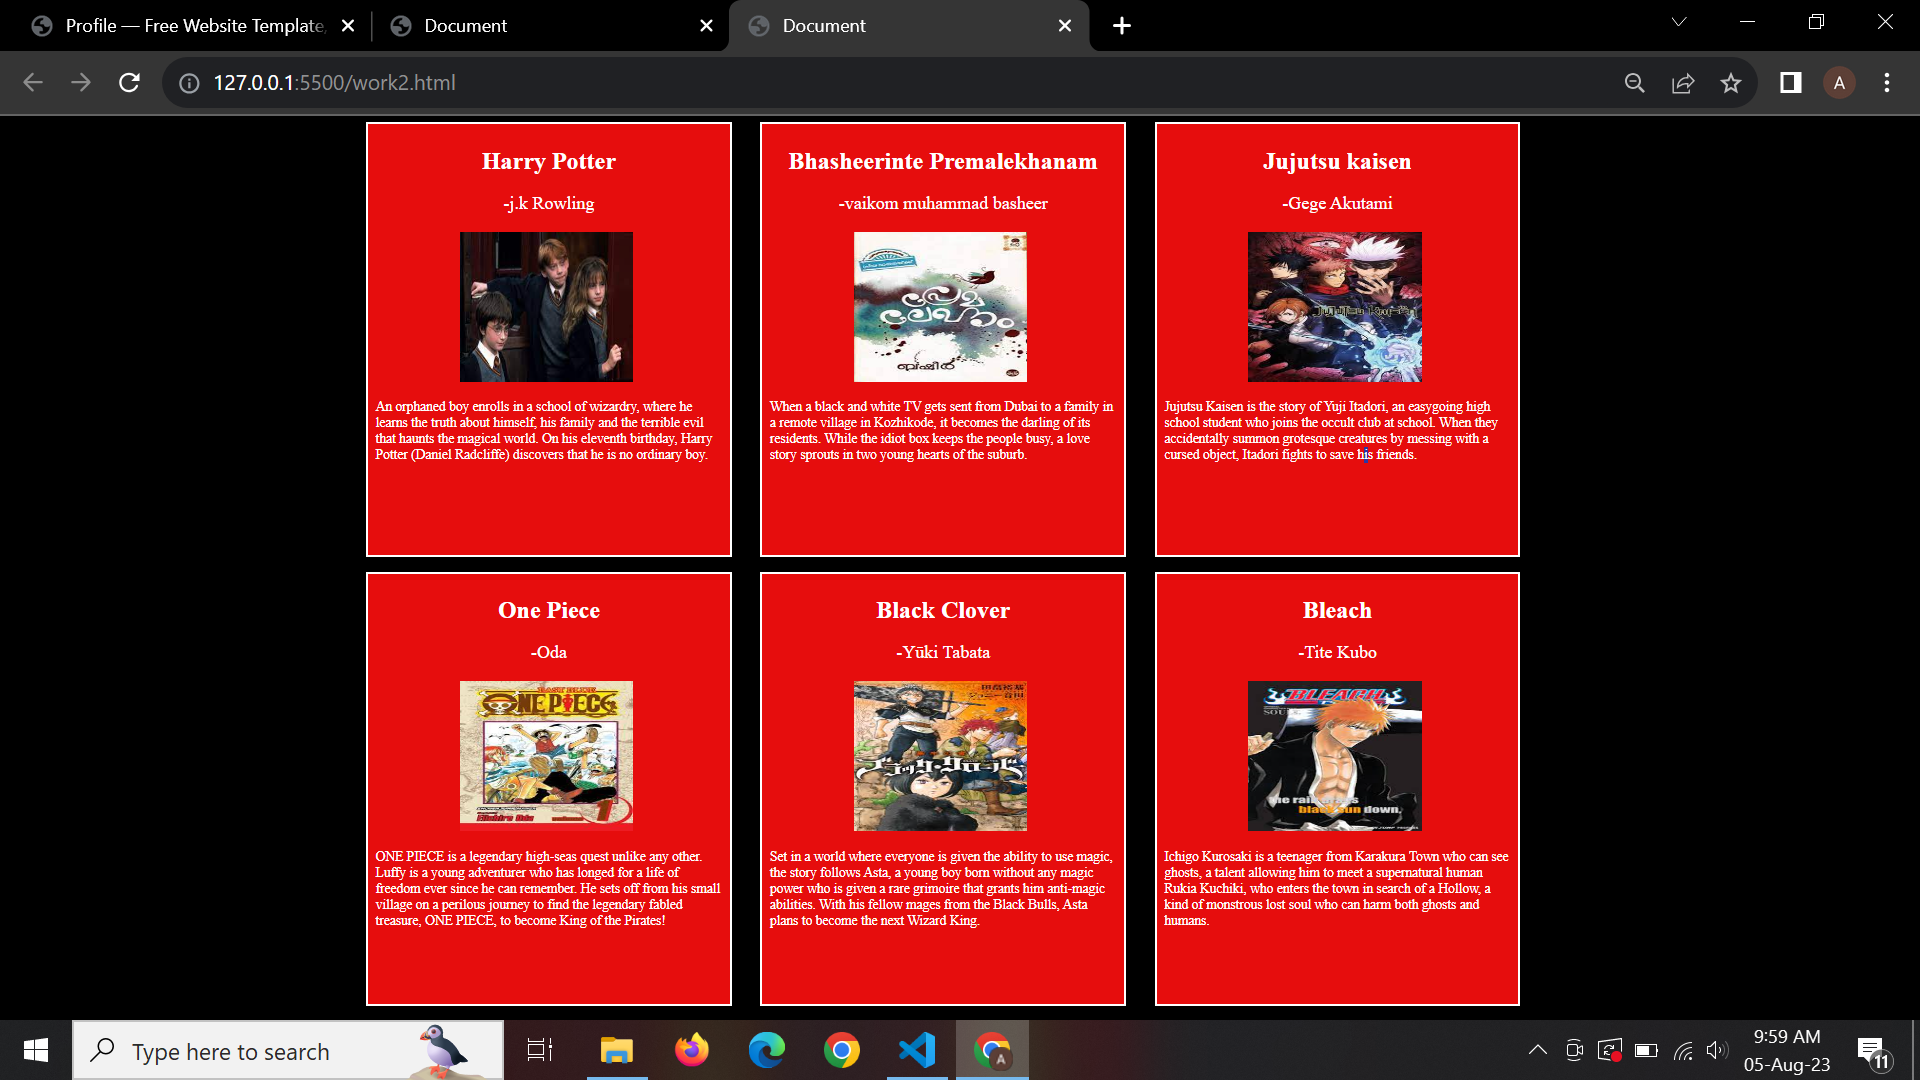 Profile — Free Website Template,
Document
Document
127.0.0.1:5500/work2.html
A
Harry Potter
-j.k Rowling
An orphaned boy enrolls in a school of wizardry, where he
learns the truth about himself, his family and the terrible evil
that haunts the magical world. On his eleventh birthday, Harry
Potter (Daniel Radcliffe) discovers that he is no ordinary boy.
Bhasheerinte Premalekhanam
-vaikom muhammad basheer
പ്രേമ
ലേഖനം
ബഷീർ
When a black and white TV gets sent from Dubai to a family in
a remote village in Kozhikode, it becomes the darling of its
residents. While the idiot box keeps the people busy, a love
story sprouts in two young hearts of the suburb.
Jujutsu kaisen
-Gege Akutami
JUJUTSU KAISEN
Jujutsu Kaisen is the story of Yuji Itadori, an easygoing high
school student who joins the occult club at school. When they
accidentally summon grotesque creatures by messing with a
cursed object, Itadori fights to save his friends.
One Piece
-Oda
ONE PIECE
Eiichiro Oda
ONE PIECE is a legendary high-seas quest unlike any other.
Luffy is a young adventurer who has longed for a life of
freedom ever since he can remember. He sets off from his small
village on a perilous journey to find the legendary fabled
treasure, ONE PIECE, to become King of the Pirates!
Black Clover
-Yūki Tabata
ブラッククローバー
Set in a world where everyone is given the ability to use magic,
the story follows Asta, a young boy born without any magic
power who is given a rare grimoire that grants him anti-magic
abilities. With his fellow mages from the Black Bulls, Asta
plans to become the next Wizard King.
Bleach
-Tite Kubo
BLEACH
SOULS
black sun down.
Ichigo Kurosaki is a teenager from Karakura Town who can see
ghosts, a talent allowing him to meet a supernatural human
Rukia Kuchiki, who enters the town in search of a Hollow, a
kind of monstrous lost soul who can harm both ghosts and
humans.
Type here to search
A
9:59 AM
05-Aug-23
11